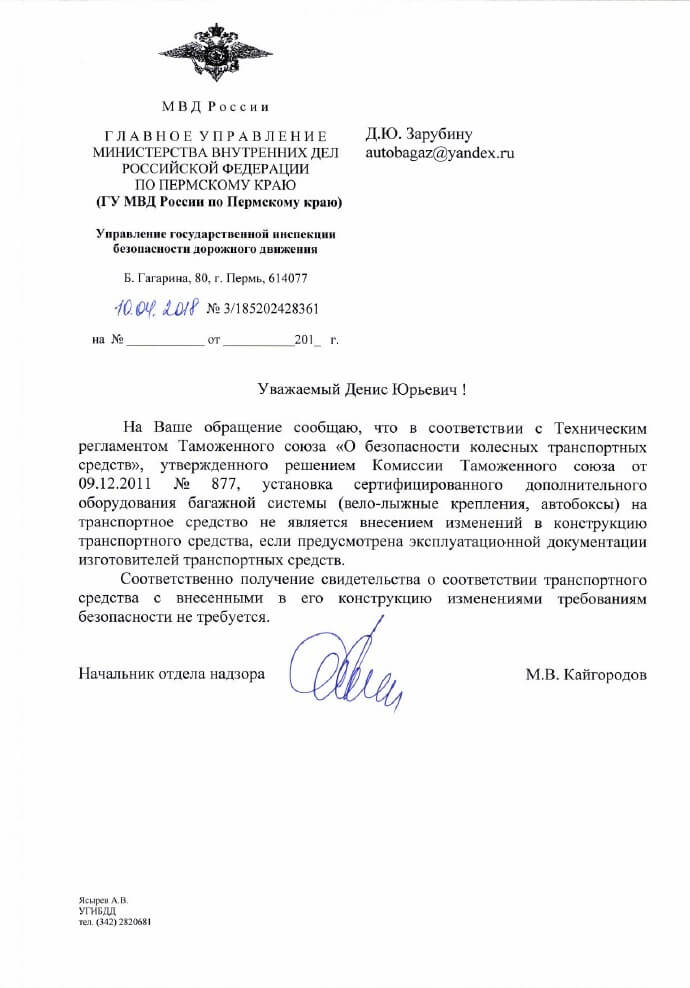 МВД России
ГЛАВНОЕ УПРАВЛЕНИЕ
МИНИСТЕРСТВА ВНУТРЕННИХ ДЕЛ
РОССИЙСКОЙ ФЕДЕРАЦИИ
ПО ПЕРМСКОМУ КРАЮ
(ГУ МВД России по Пермскому краю)
Управление государственной инспекции
безопасности дорожного движения
Б. Гагарина, 80, г. Пермь, 614077
10.04.2018 № 3/185202428361
на № ____________ от ___________201_ г.
Д.Ю. Зарубину
autobagaz@yandex.ru
Уважаемый Денис Юрьевич !
На Ваше обращение сообщаю, что в соответствии с Техническим
регламентом Таможенного союза «О безопасности колесных транспортных
средств», утвержденного решением Комиссии Таможенного союза от
09.12.2011 № 877, установка сертифицированного дополнительного
оборудования багажной системы (вело-лыжные крепления, автобоксы) на
транспортное средство не является внесением изменений в конструкцию
транспортного средства, если предусмотрена эксплуатационной документации
изготовителей транспортных средств.
Соответственно получение свидетельства о соответствии транспортного
средства с внесенными в его конструкцию изменениями требованиям
безопасности не требуется.
Начальник отдела надзора М.В. Кайгородов
Ясырев А.В.
УГИБДД
тел. (342) 2820681